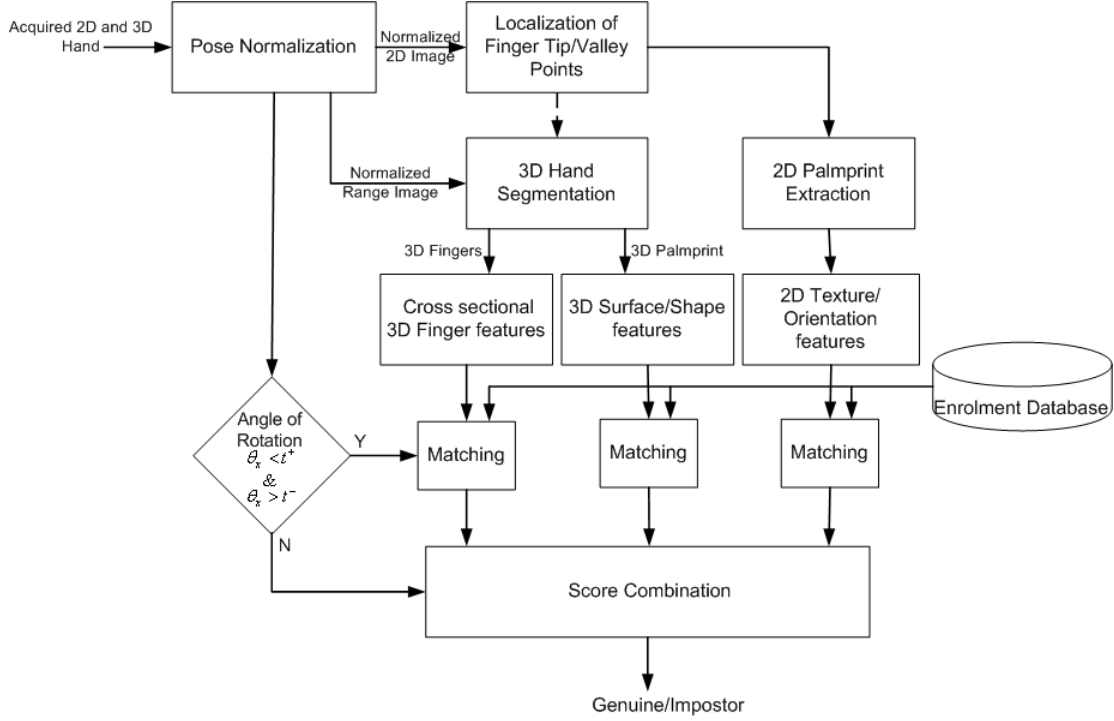 Acquired 2D and 3D
Hand
Pose Normalization
Normalized
2D Image
Localization of
Finger Tip/Valley
Points
Normalized
Range Image
3D Hand
Segmentation
2D Palmprint
Extraction
3D Fingers
3D Palmprint
Cross sectional
3D Finger features
3D Surface/Shape
features
2D Texture/
Orientation
features
Enrolment Database
Angle of
Rotation
θₓ < t⁺
&
θₓ > t⁻
Y
N
Matching
Matching
Matching
Score Combination
Genuine/Impostor